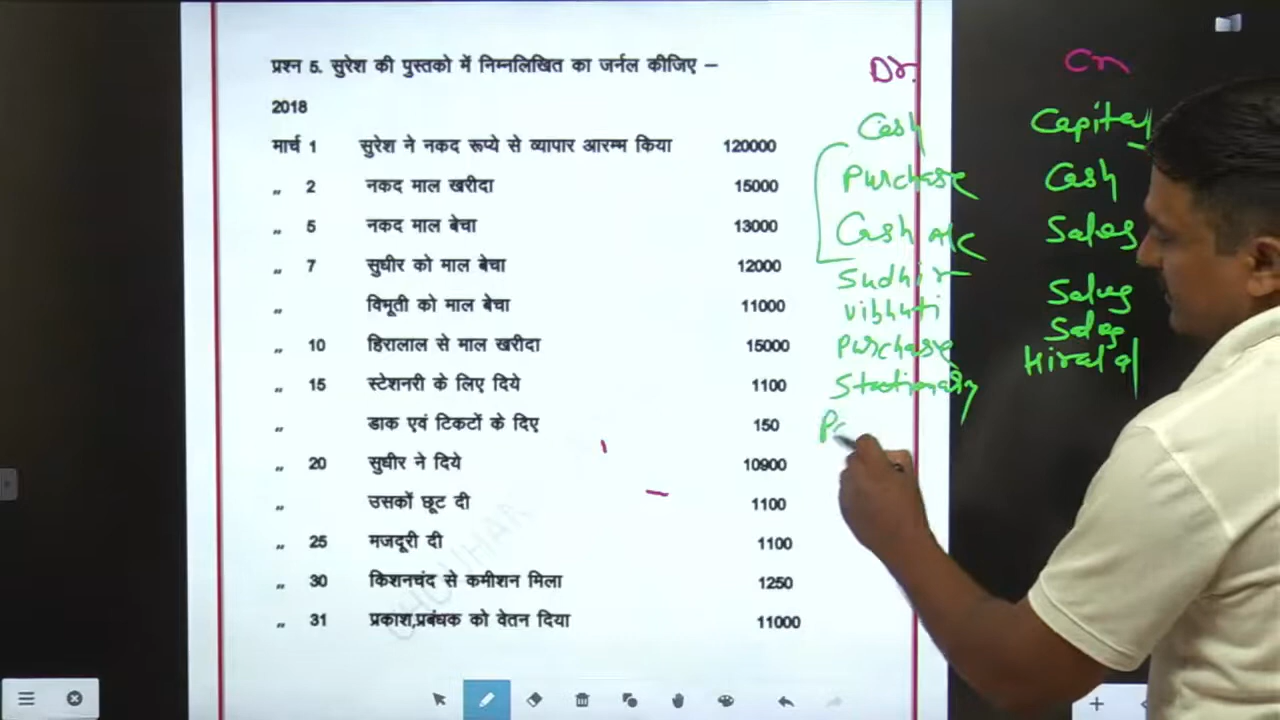 प्रश्न 5. सुरेश की पुस्तको में निम्नलिखित का जर्नल कीजिए –
Dr. Cr
2018
मार्च 1 सुरेश ने नकद रूप्ये से व्यापार आरम्भ किया 120000 Cash Capital
„ 2 नकद माल खरीदा 15000 Purchase Cash
„ 5 नकद माल बेचा 13000 Cash A/C Sales
„ 7 सुधीर को माल बेचा 12000 Sudhir Sales
„ विभूती को माल बेचा 11000 Vibhuti Sales
„ 10 हिरालाल से माल खरीदा 15000 Purchase Hiralal
„ 15 स्टेशनरी के लिए दिये 1100 Stationary
„ डाक एवं टिकटों के दिए 150 Po
„ 20 सुधीर ने दिये 10900
„ उसकों छूट दी 1100
„ 25 मजदूरी दी 1100
„ 30 किशनचंद से कमीशन मिला 1250
„ 31 प्रकाश,प्रबंधक को वेतन दिया 11000